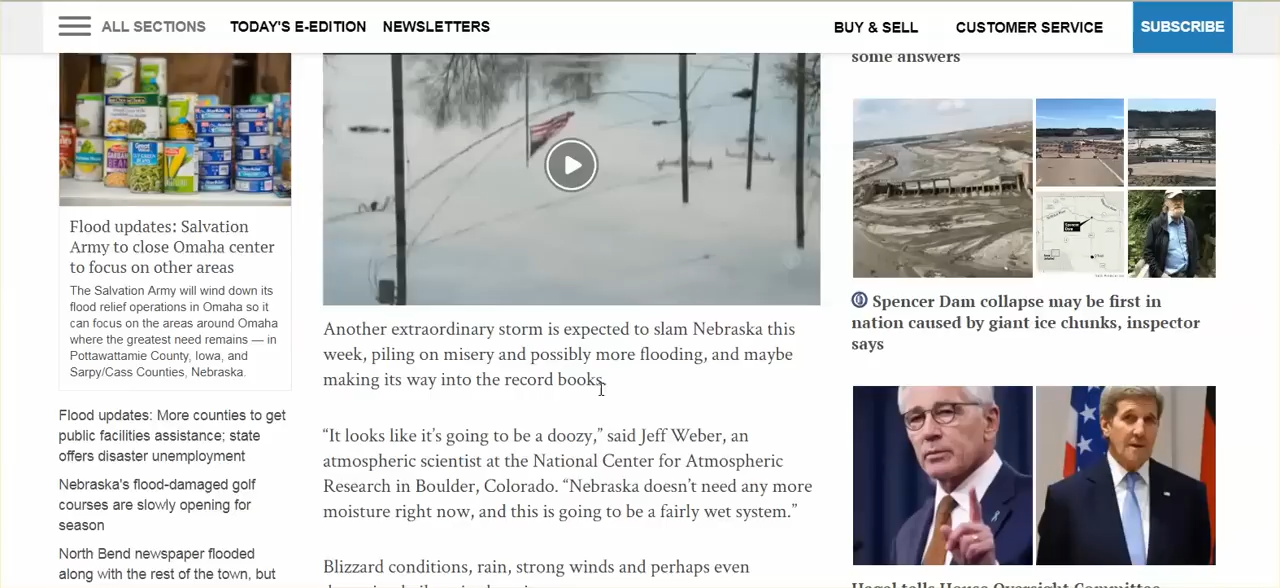 ALL SECTIONS TODAY'S E-EDITION NEWSLETTERS BUY & SELL CUSTOMER SERVICE SUBSCRIBE
Flood updates: Salvation
Army to close Omaha center
to focus on other areas
The Salvation Army will wind down its
flood relief operations in Omaha so it
can focus on the areas around Omaha
where the greatest need remains — in
Pottawattamie County, Iowa, and
Sarpy/Cass Counties, Nebraska.
Flood updates: More counties to get
public facilities assistance; state
offers disaster unemployment
Nebraska's flood-damaged golf
courses are slowly opening for
season
North Bend newspaper flooded
along with the rest of the town, but
Another extraordinary storm is expected to slam Nebraska this
week, piling on misery and possibly more flooding, and maybe
making its way into the record books.
“It looks like it’s going to be a doozy,” said Jeff Weber, an
atmospheric scientist at the National Center for Atmospheric
Research in Boulder, Colorado. “Nebraska doesn’t need any more
moisture right now, and this is going to be a fairly wet system.”
Blizzard conditions, rain, strong winds and perhaps even
some answers
Spencer Dam collapse may be first in
nation caused by giant ice chunks, inspector
says
Hagel tells House Oversight Committee